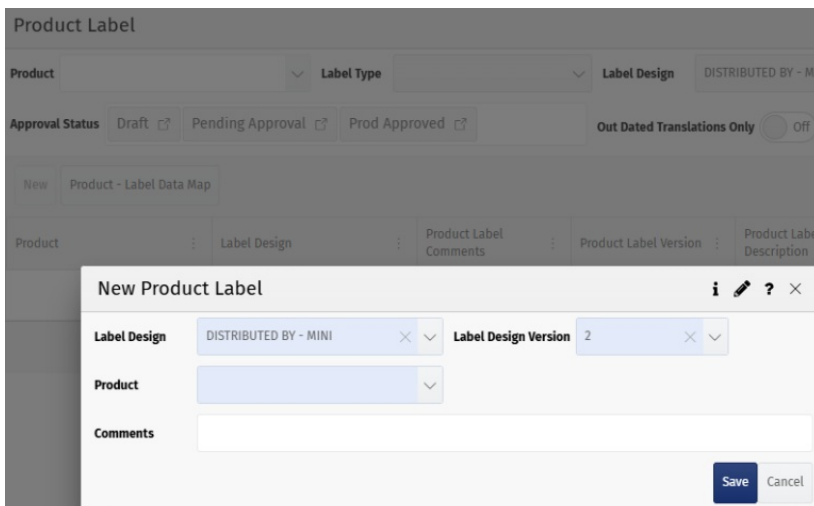 Product Label
Product Label Type Label Design DISTRIBUTED BY - M
Approval Status Draft Pending Approval Prod Approved Out Dated Translations Only Off
New Product - Label Data Map
Product Label Design Product Label Comments Product Label Version Product Labe Description
New Product Label i ?
Label Design DISTRIBUTED BY - MINI Label Design Version 2
Product
Comments
Save Cancel